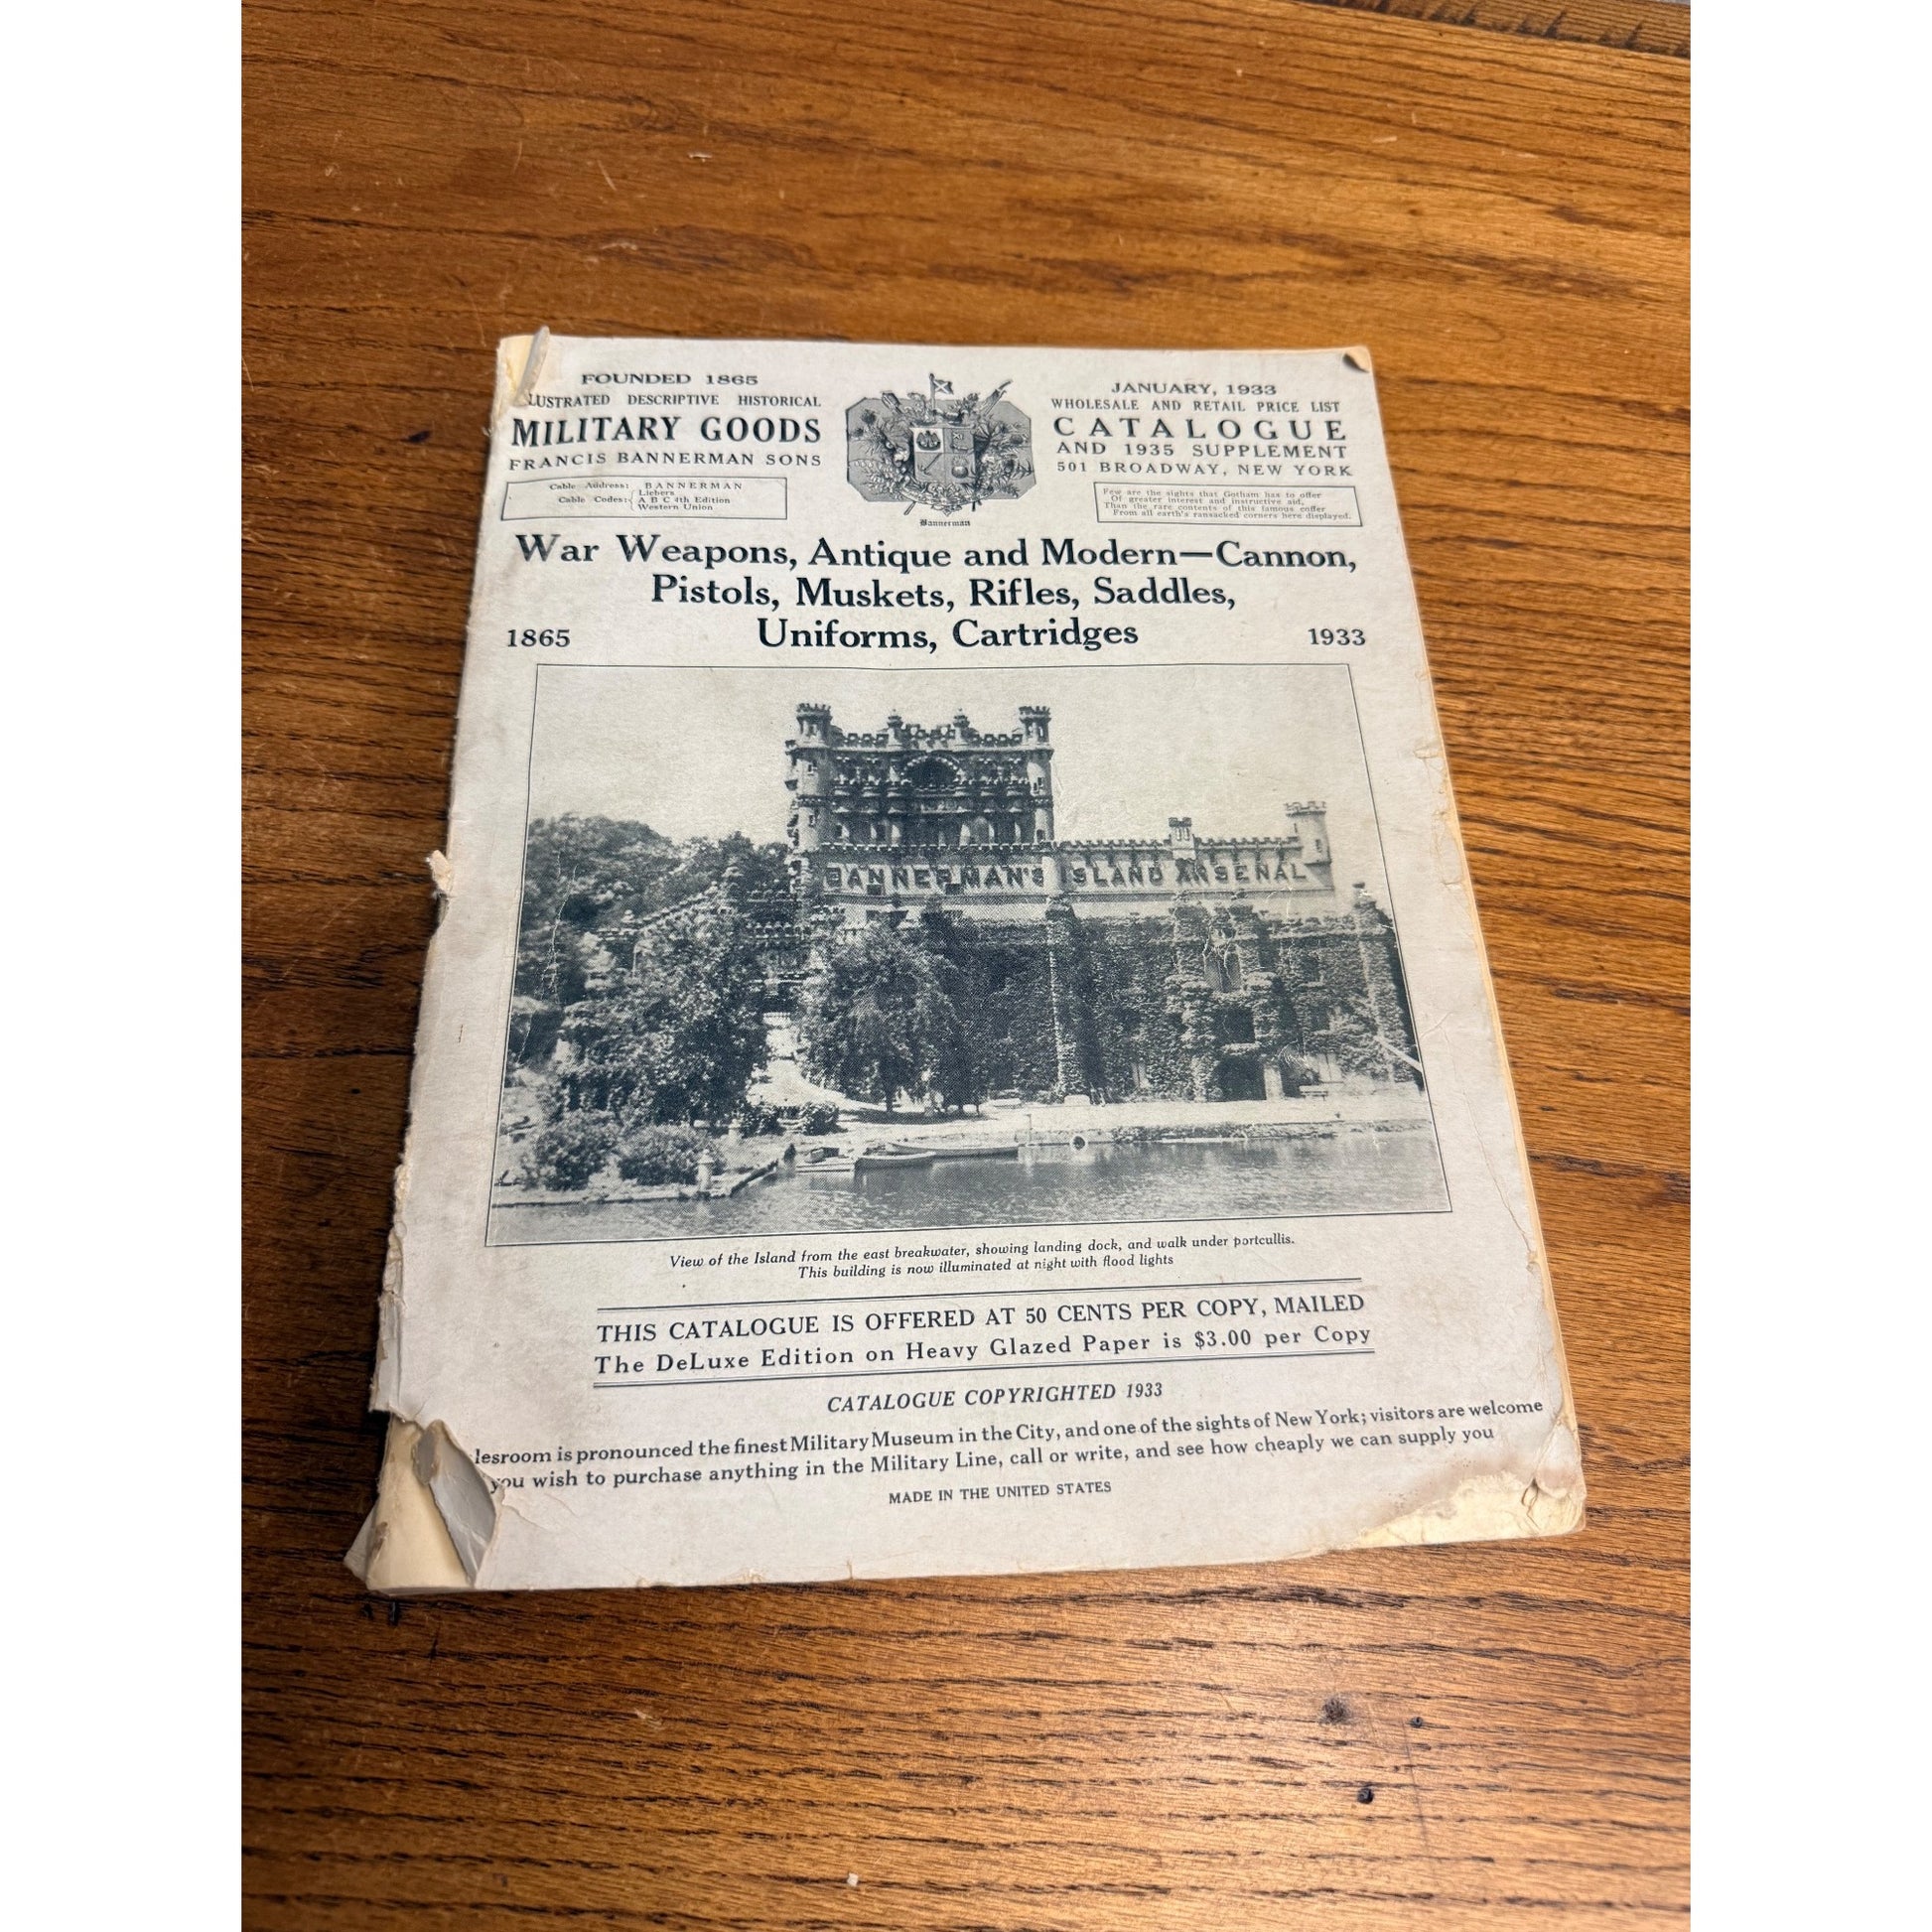 FOUNDED 1865
LUSTRATED DESCRIPTIVE HISTORICAL
MILITARY GOODS
FRANCIS BANNERMAN SONS
Cable Address: BANNERMAN
Cable Codes: Liebers
A B C 4th Edition
Western Union
Bannerman
JANUARY, 1933
WHOLESALE AND RETAIL PRICE LIST
CATALOGUE
AND 1935 SUPPLEMENT
501 BROADWAY, NEW YORK
Few are the sights that Gotham has to offer
Of greater interest and instructive aid,
Than the rare contents of this famous coffer
From all earth's ransacked corners here displayed.
War Weapons, Antique and Modern—Cannon,
Pistols, Muskets, Rifles, Saddles,
1865 Uniforms, Cartridges 1933
BANNERMAN'S ISLAND ARSENAL
View of the Island from the east breakwater, showing landing dock, and walk under portcullis.
This building is now illuminated at night with flood lights
THIS CATALOGUE IS OFFERED AT 50 CENTS PER COPY, MAILED
The DeLuxe Edition on Heavy Glazed Paper is $3.00 per Copy
CATALOGUE COPYRIGHTED 1933
lesroom is pronounced the finest Military Museum in the City, and one of the sights of New York; visitors are welcome
you wish to purchase anything in the Military Line, call or write, and see how cheaply we can supply you
MADE IN THE UNITED STATES